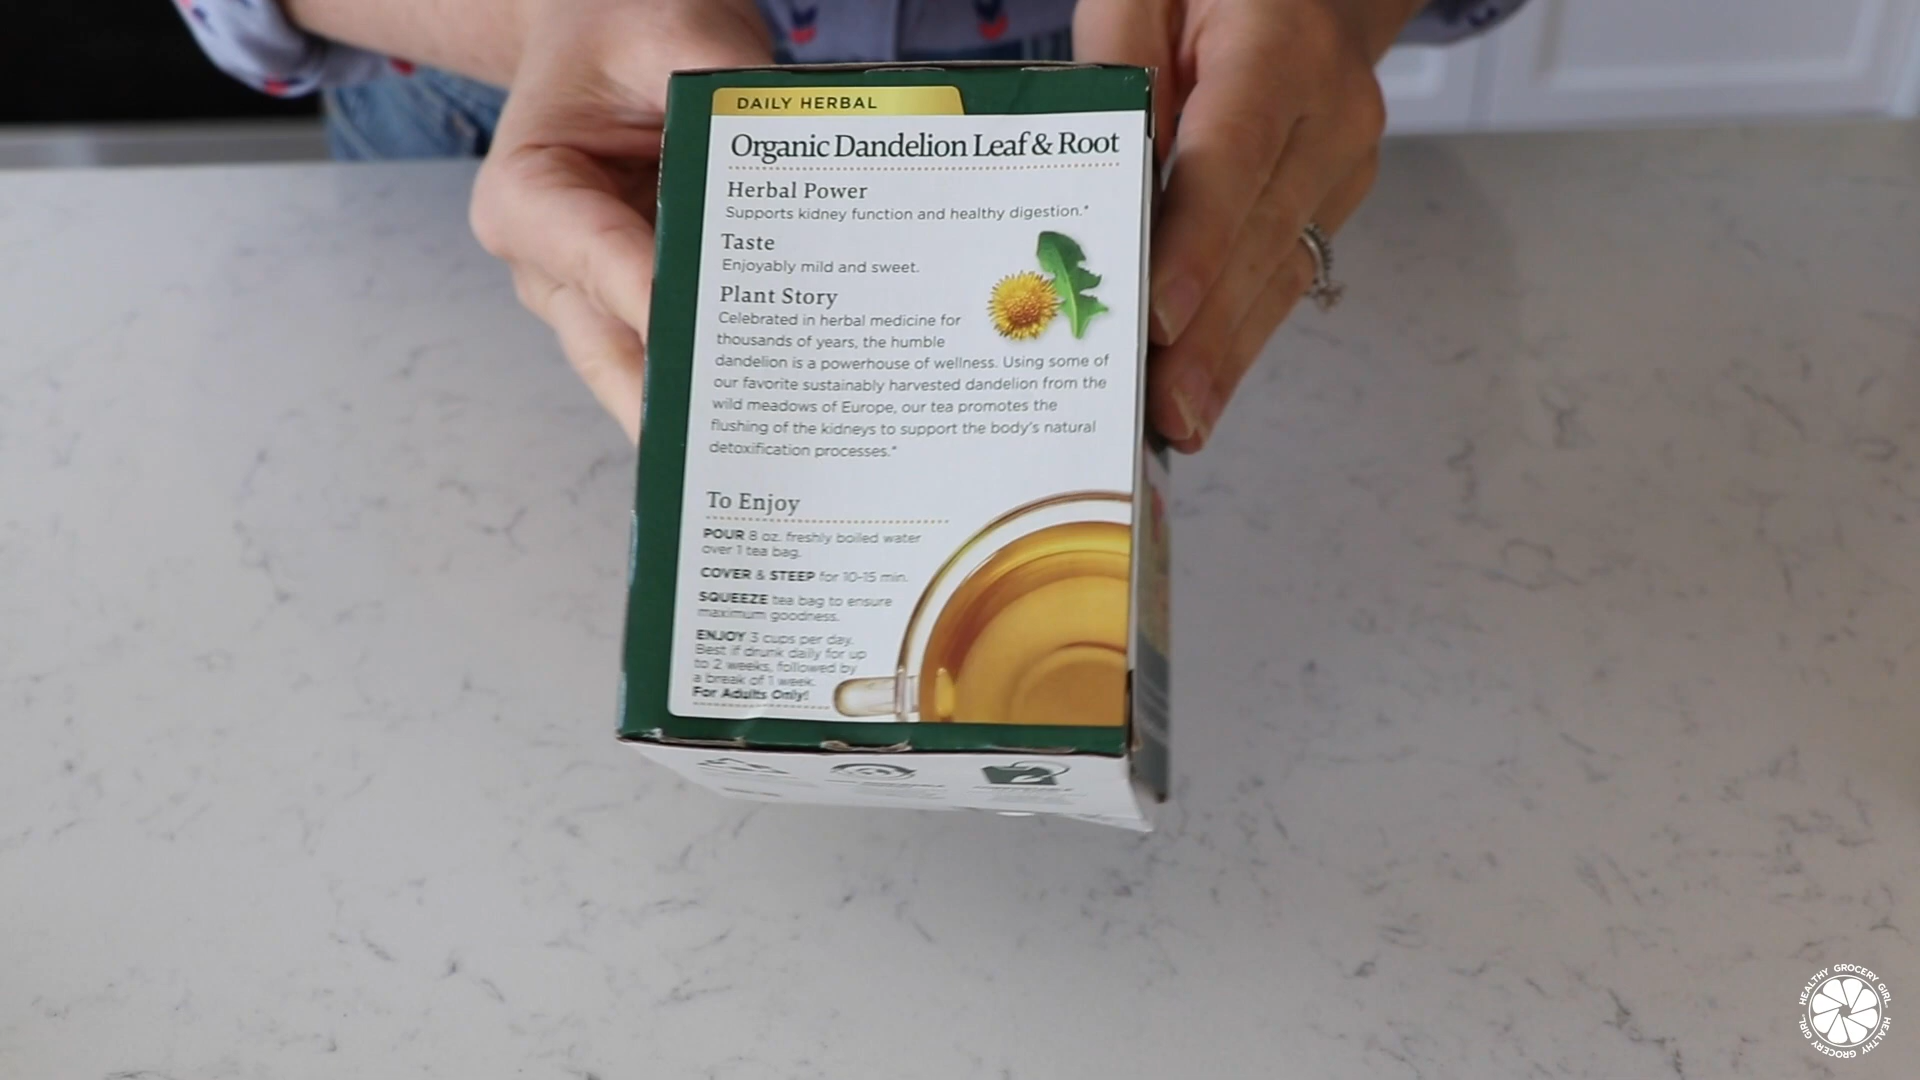 DAILY HERBAL
Organic Dandelion Leaf & Root
Herbal Power
Supports kidney function and healthy digestion.*
Taste
Enjoyably mild and sweet.
Plant Story
Celebrated in herbal medicine for
thousands of years, the humble
dandelion is a powerhouse of wellness. Using some of
our favorite sustainably harvested dandelion from the
wild meadows of Europe, our tea promotes the
flushing of the kidneys to support the body's natural
detoxification processes.*
To Enjoy
POUR 8 oz. freshly boiled water
over 1 tea bag.
COVER & STEEP for 10-15 min.
SQUEEZE tea bag to ensure
maximum goodness.
ENJOY 3 cups per day.
Best if drunk daily for up
to 2 weeks, followed by
a break of 1 week.
For Adults Only!
HEALTHY GROCERY GIRL
HEALTHY GROCERY GIRL